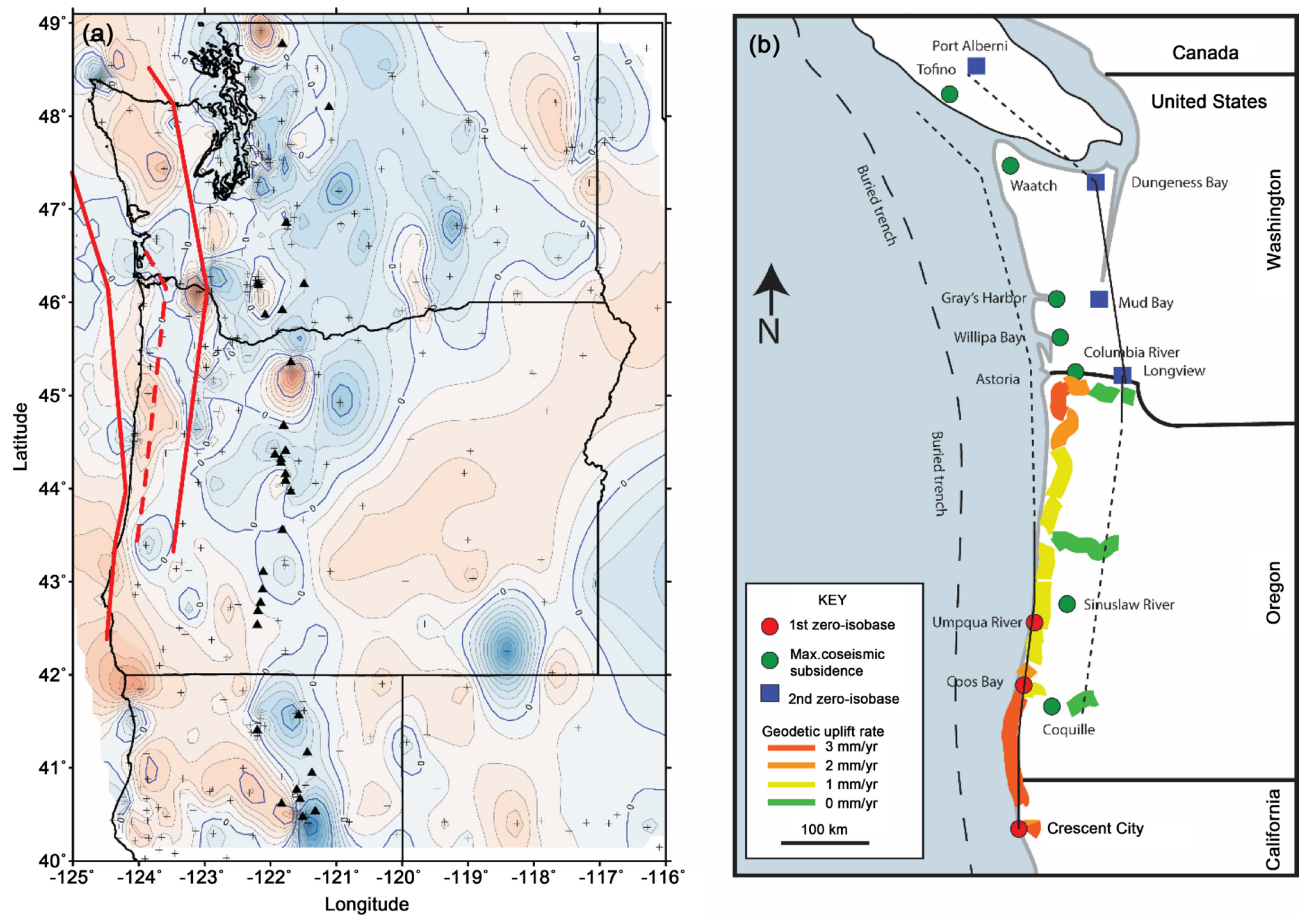 (a)
49°
48°
47°
46°
45°
44°
43°
42°
41°
40°
Latitude
-125°
-124°
-123°
-122°
-121°
-120°
-119°
-118°
-117°
-116°
Longitude
(b)
Port Alberni
Tofino
Canada
United States
Waatch
Dungeness Bay
Buried trench
Washington
N
Gray's Harbor
Mud Bay
Willipa Bay
Columbia River
Longview
Astoria
Buried trench
Oregon
Sinuslaw River
Umpqua River
Coos Bay
Coquille
Crescent City
California
KEY
1st zero-isobase
Max.coseismic
subsidence
2nd zero-isobase
Geodetic uplift rate
3 mm/yr
2 mm/yr
1 mm/yr
0 mm/yr
100 km